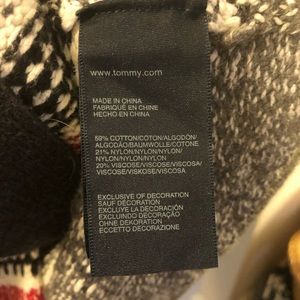 www.tommy.com
MADE IN CHINA
FABRIQUÉ EN CHINE
HECHO EN CHINA
59% COTTON/COTON/ALGODÓN/
ALGODÃO/BAUMWOLLE/COTONE
21% NYLON/NYLON/NYLON/
NYLON/NYLON/NYLON
20% VISCOSE/VISCOSE/VISCOSA/
VISCOSE/VISKOSE/VISCOSA
EXCLUSIVE OF DECORATION
SAUF DÉCORATION
EXCLUYE LA DECORACIÓN
EXCLUINDO DECORAÇÃO
OHNE DEKORATION
ECCETTO DECORAZIONE